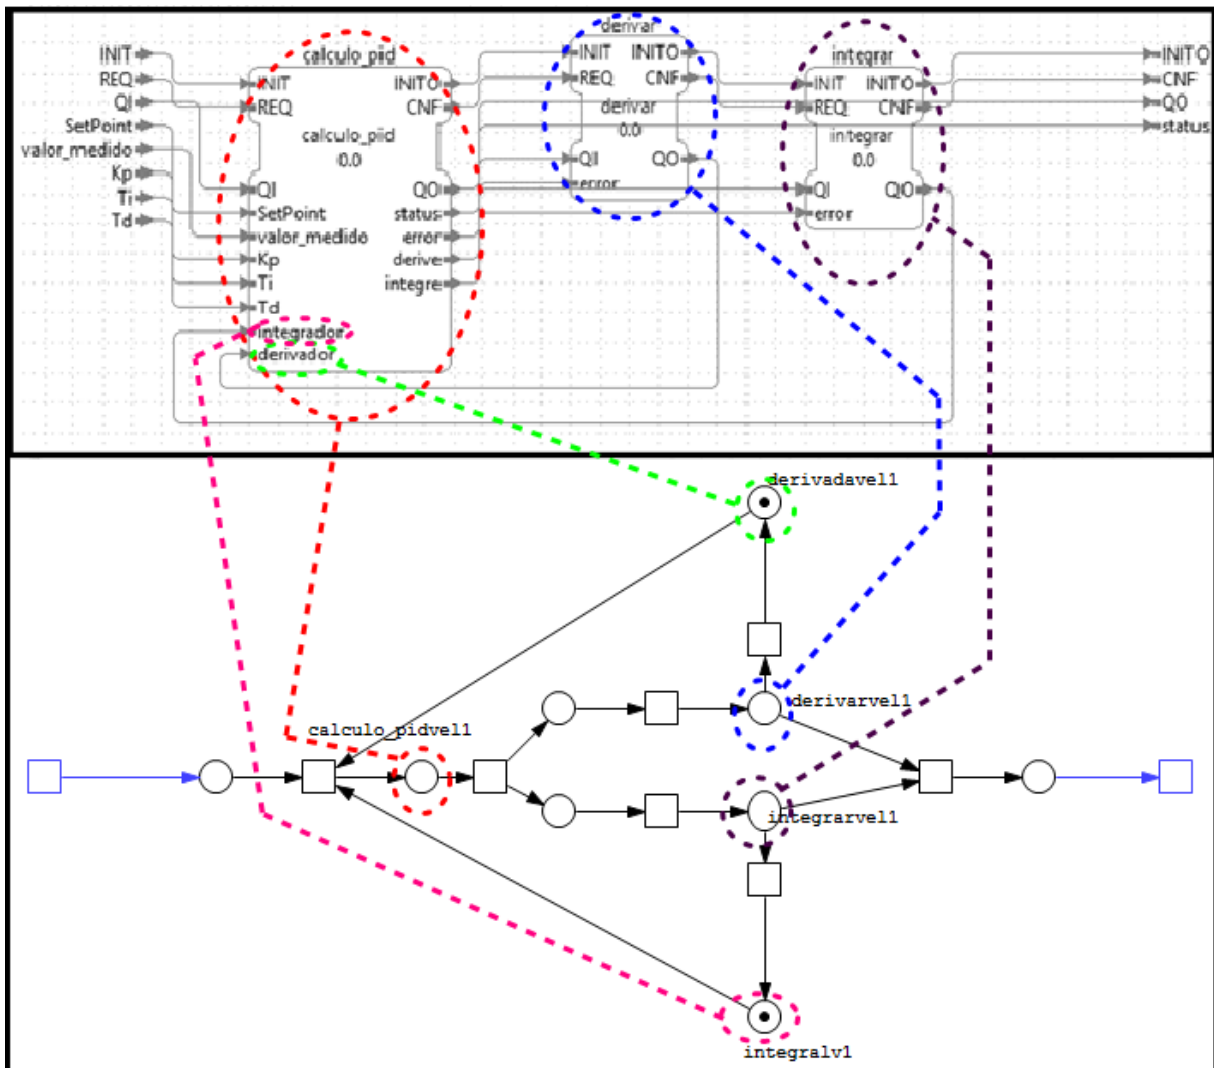 INIT
REQ
QI
SetPoint
valor_medido
Kp
Ti
Td
calculo_piid
INIT
INITO
REQ
CNF
calculo_piid
0.0
QI
QO
SetPoint
status
valor_medido
error
Kp
derive
Ti
integre
Td
integrador
derivador
derivar
INIT
INITO
REQ
CNF
derivar
0.0
QI
QO
error
integrar
INIT
INITO
REQ
CNF
integrar
0.0
QI
QO
error
INITO
CNF
QO
status
derivadavel1
derivarvel1
calculo_pidvel1
integrarvel1
integralv1